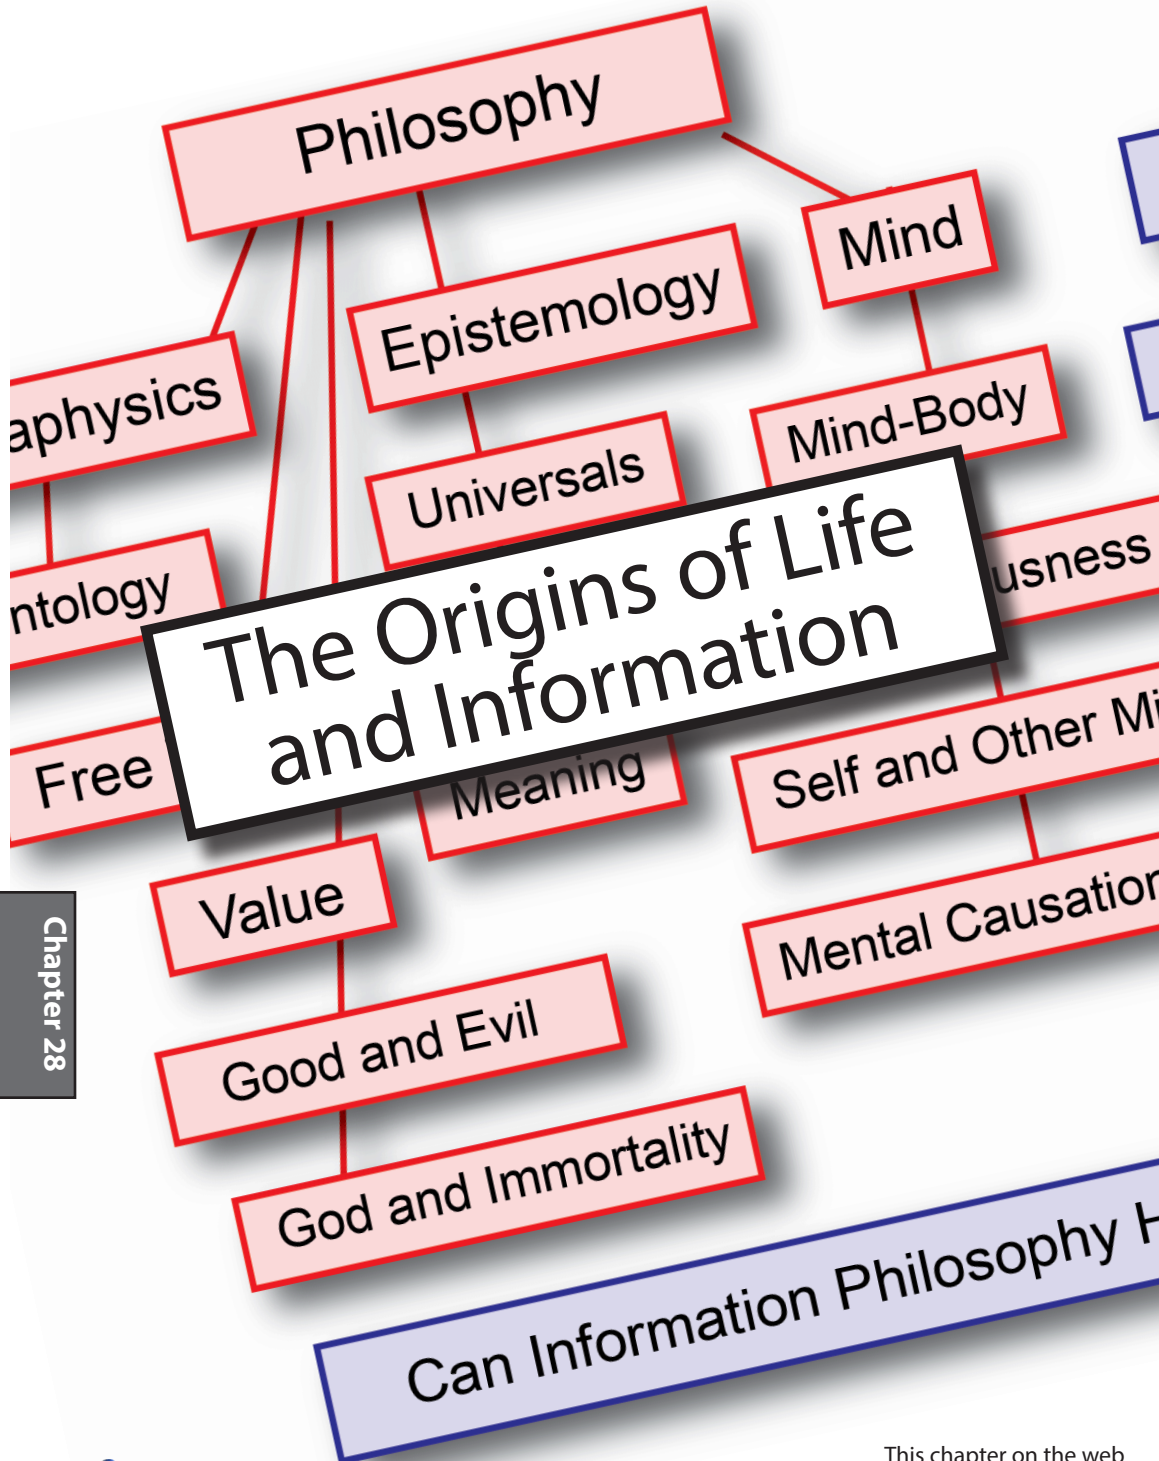 Philosophy
Mind
Epistemology
aphysics
Mind-Body
Universals
ntology
usness
The Origins of Life
and Information
Free
Meaning
Self and Other Mi
Value
Mental Causation
Chapter 28
Good and Evil
God and Immortality
Can Information Philosophy H
This chapter on the web